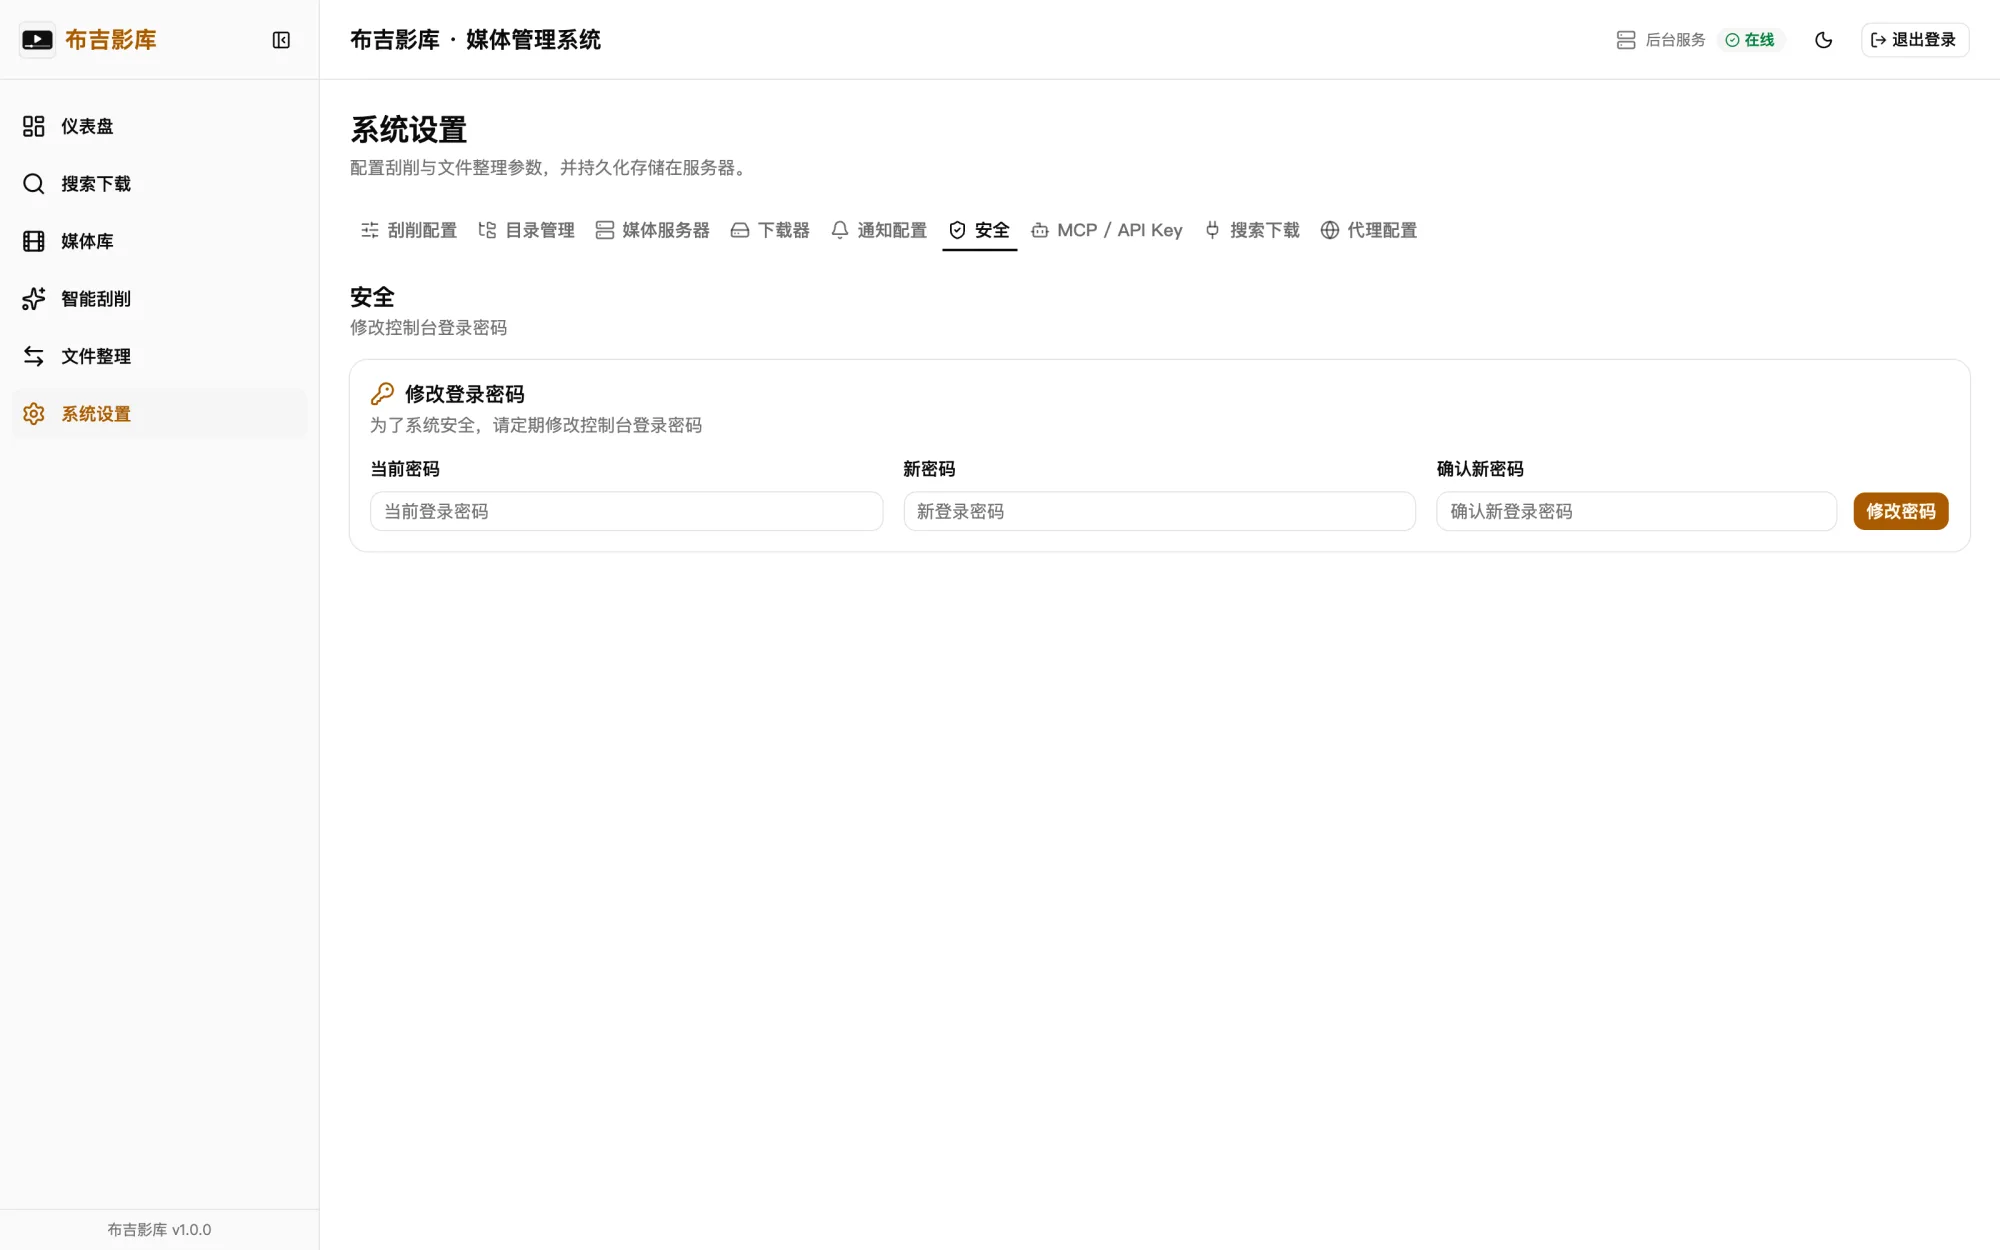 布吉影库
布吉影库 · 媒体管理系统
后台服务
在线
退出登录
仪表盘
搜索下载
媒体库
智能刮削
文件整理
系统设置
系统设置
配置刮削与文件整理参数，并持久化存储在服务器。
刮削配置
目录管理
媒体服务器
下载器
通知配置
安全
MCP / API Key
搜索下载
代理配置
安全
修改控制台登录密码
修改登录密码
为了系统安全，请定期修改控制台登录密码
当前密码
新密码
确认新密码
当前登录密码
新登录密码
确认新登录密码
修改密码
布吉影库 v1.0.0